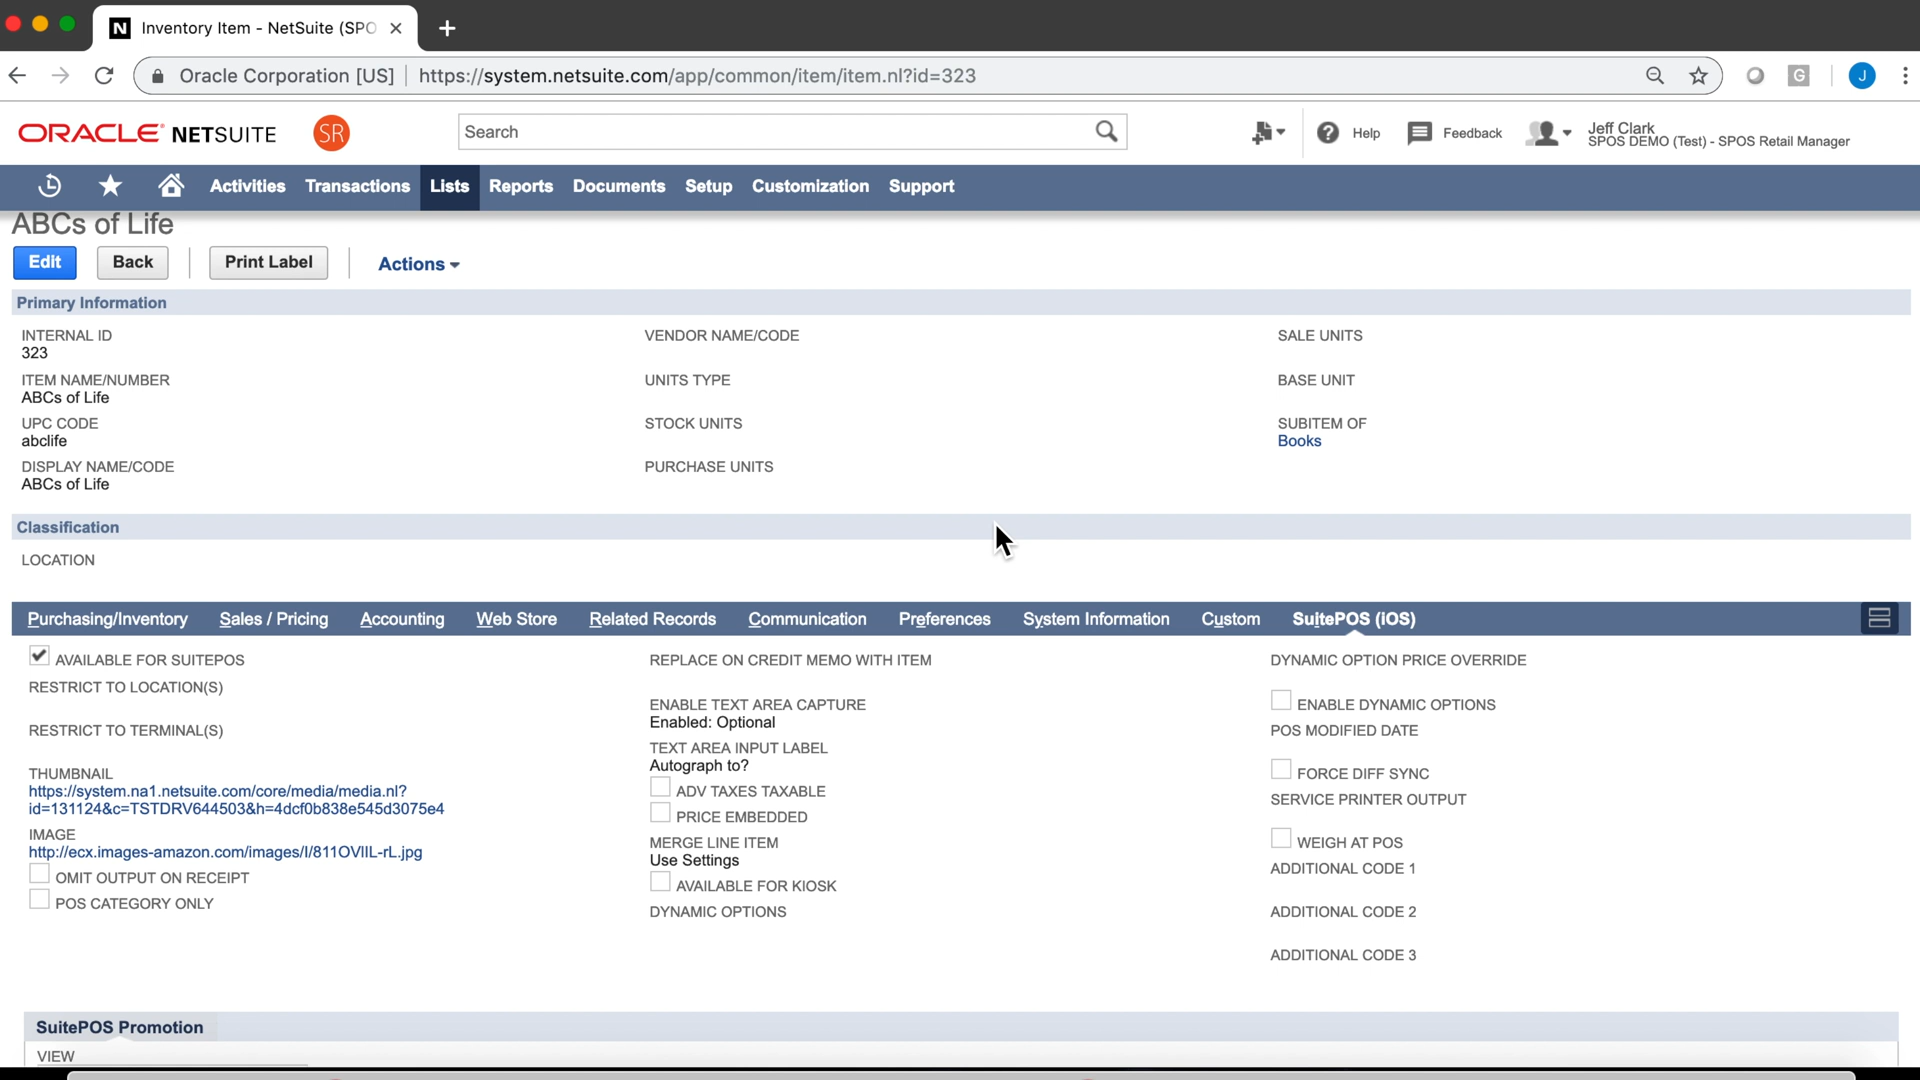 Inventory Item - NetSuite (SPO
Oracle Corporation [US] https://system.netsuite.com/app/common/item/item.nl?id=323
G
J
ORACLE NETSUITE
SR
Search
Help
Feedback
Jeff Clark
SPOS DEMO (Test) - SPOS Retail Manager
Activities Transactions Lists Reports Documents Setup Customization Support
ABCs of Life
Edit Back Print Label Actions
Primary Information
INTERNAL ID
323
ITEM NAME/NUMBER
ABCs of Life
UPC CODE
abclife
DISPLAY NAME/CODE
ABCs of Life
VENDOR NAME/CODE
UNITS TYPE
STOCK UNITS
PURCHASE UNITS
SALE UNITS
BASE UNIT
SUBITEM OF
Books
Classification
LOCATION
Purchasing/Inventory Sales / Pricing Accounting Web Store Related Records Communication Preferences System Information Custom SuitePOS (iOS)
AVAILABLE FOR SUITEPOS
RESTRICT TO LOCATION(S)
RESTRICT TO TERMINAL(S)
THUMBNAIL
https://system.na1.netsuite.com/core/media/media.nl?
id=131124&c=TSTDRV644503&h=4dcf0b838e545d3075e4
IMAGE
http://ecx.images-amazon.com/images/I/811OVIlL-rL.jpg
OMIT OUTPUT ON RECEIPT
POS CATEGORY ONLY
REPLACE ON CREDIT MEMO WITH ITEM
ENABLE TEXT AREA CAPTURE
Enabled: Optional
TEXT AREA INPUT LABEL
Autograph to?
ADV TAXES TAXABLE
PRICE EMBEDDED
MERGE LINE ITEM
Use Settings
AVAILABLE FOR KIOSK
DYNAMIC OPTIONS
DYNAMIC OPTION PRICE OVERRIDE
ENABLE DYNAMIC OPTIONS
POS MODIFIED DATE
FORCE DIFF SYNC
SERVICE PRINTER OUTPUT
WEIGH AT POS
ADDITIONAL CODE 1
ADDITIONAL CODE 2
ADDITIONAL CODE 3
SuitePOS Promotion
VIEW